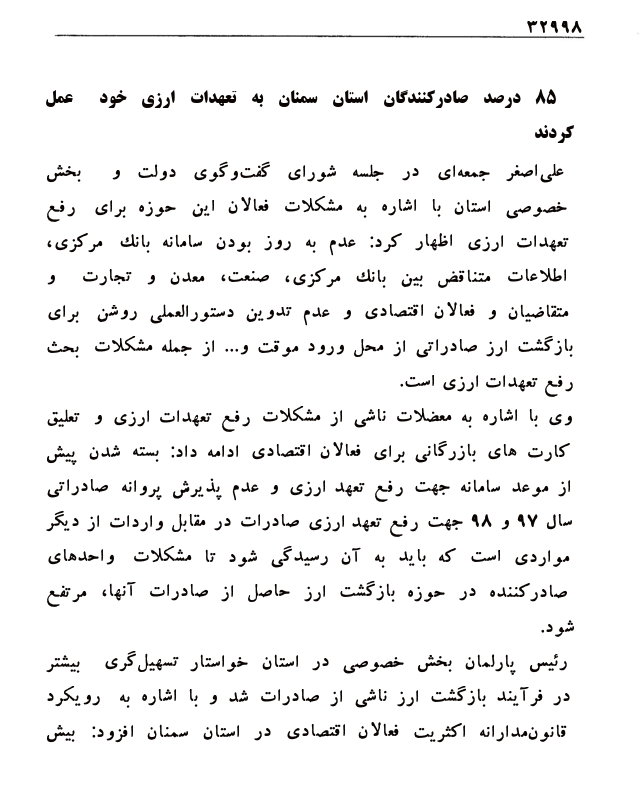 ۳۲۹۹۸
۸۵ درصد صادرکنندگان استان سمنان به تعهدات ارزی خود عمل
کردند
علی‌اصغر جمعه‌ای در جلسه شورای گفت‌وگوی دولت و بخش
خصوصی استان با اشاره به مشکلات فعالان این حوزه برای رفع
تعهدات ارزی اظهار کرد: عدم به روز بودن سامانه بانك مرکزی،
اطلاعات متناقض بین بانك مرکزی، صنعت، معدن و تجارت و
متقاضیان و فعالان اقتصادی و عدم تدوین دستورالعملی روشن برای
بازگشت ارز صادراتی از محل ورود موقت و... از جمله مشکلات بحث
رفع تعهدات ارزی است.
وی با اشاره به معضلات ناشی از مشکلات رفع تعهدات ارزی و تعلیق
کارت های بازرگانی برای فعالان اقتصادی ادامه داد: بسته شدن پیش
از موعد سامانه جهت رفع تعهد ارزی و عدم پذیرش پروانه صادراتی
سال ۹۷ و ۹۸ جهت رفع تعهد ارزی صادرات در مقابل واردات از دیگر
مواردی است که باید به آن رسیدگی شود تا مشکلات واحدهای
صادرکننده در حوزه بازگشت ارز حاصل از صادرات آنها، مرتفع
شود.
رئیس پارلمان بخش خصوصی در استان خواستار تسهیل‌گری بیشتر
در فرآیند بازگشت ارز ناشی از صادرات شد و با اشاره به رویکرد
قانون‌مدارانه اکثریت فعالان اقتصادی در استان سمنان افزود: بیش